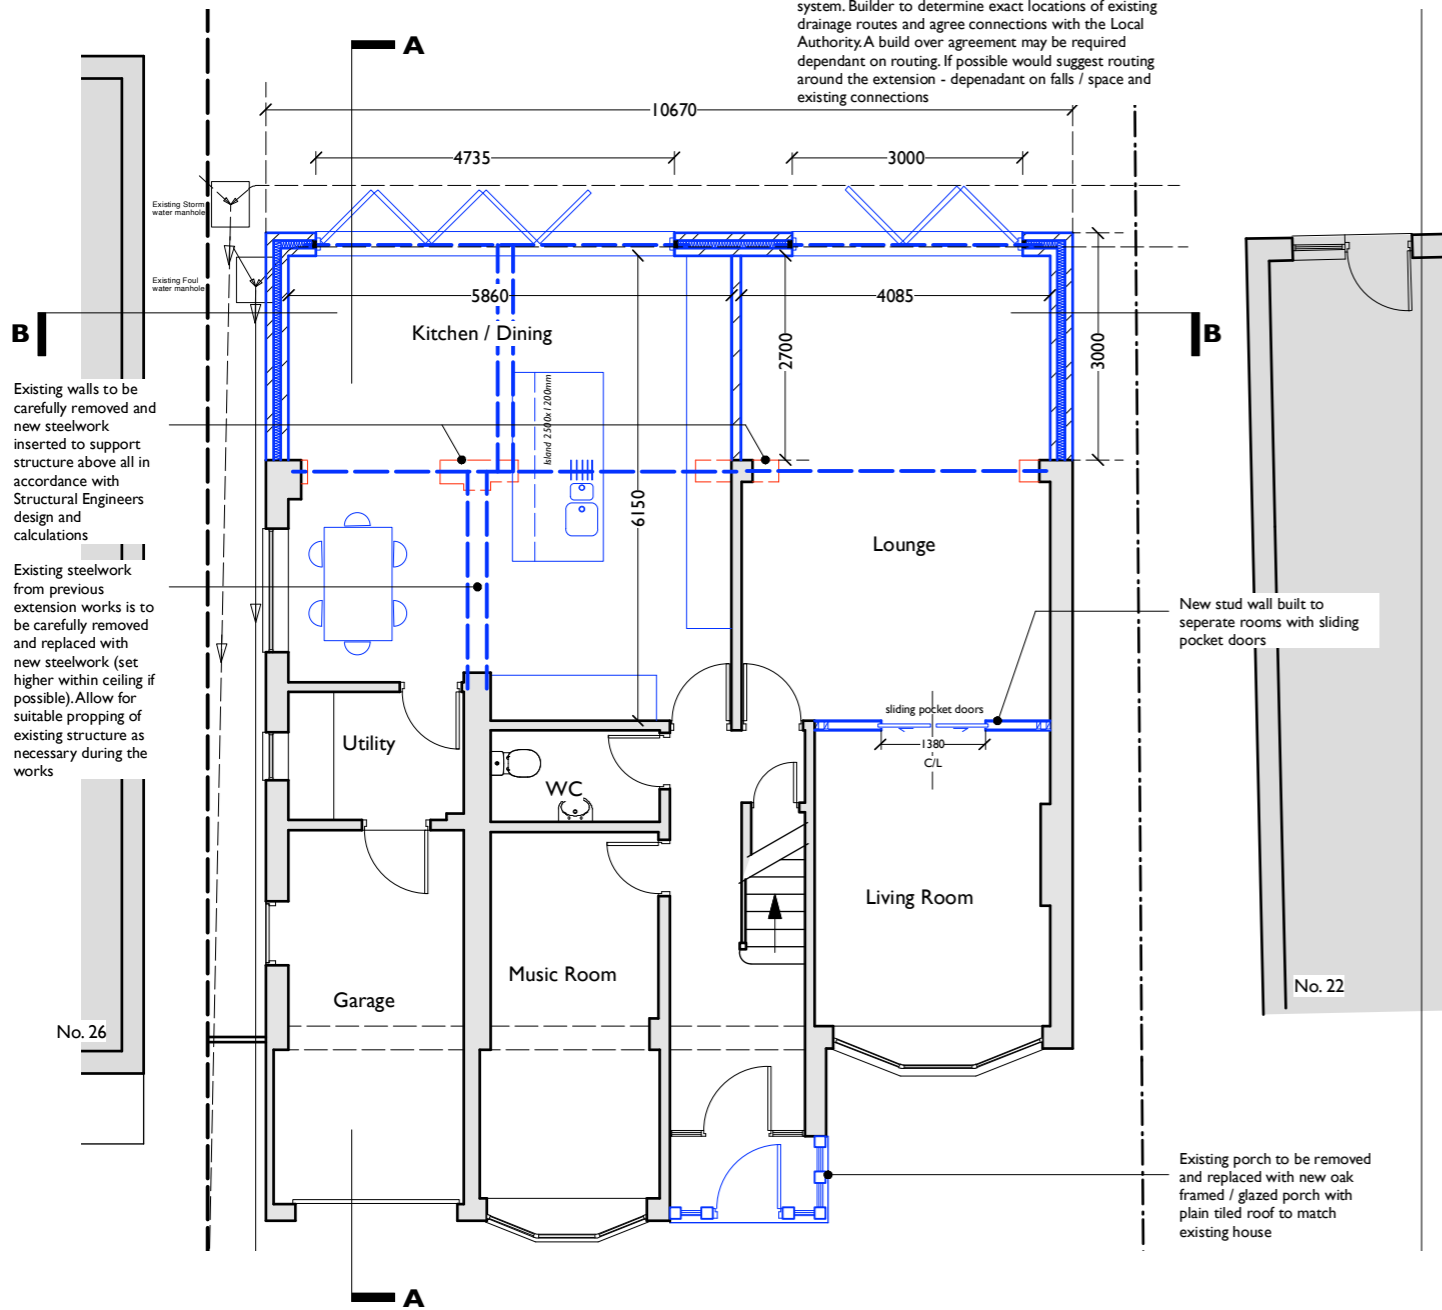 system. Builder to determine exact locations of existing
drainage routes and agree connections with the Local
Authority. A build over agreement may be required
dependant on routing. If possible would suggest routing
around the extension - depenadant on falls / space and
existing connections
A
10670
4735
3000
Existing Storm
water manhole
Existing Foul
water manhole
5860
4085
B
B
Kitchen / Dining
2700
3000
Island 2500x1200mm
Existing walls to be
carefully removed and
new steelwork
inserted to support
structure above all in
accordance with
Structural Engineers
design and
calculations
6150
Lounge
Existing steelwork
from previous
extension works is to
be carefully removed
and replaced with
new steelwork (set
higher within ceiling if
possible). Allow for
suitable propping of
existing structure as
necessary during the
works
New stud wall built to
seperate rooms with sliding
pocket doors
sliding pocket doors
1380
C/L
Utility
WC
Living Room
Music Room
Garage
No. 26
No. 22
Existing porch to be removed
and replaced with new oak
framed / glazed porch with
plain tiled roof to match
existing house
A